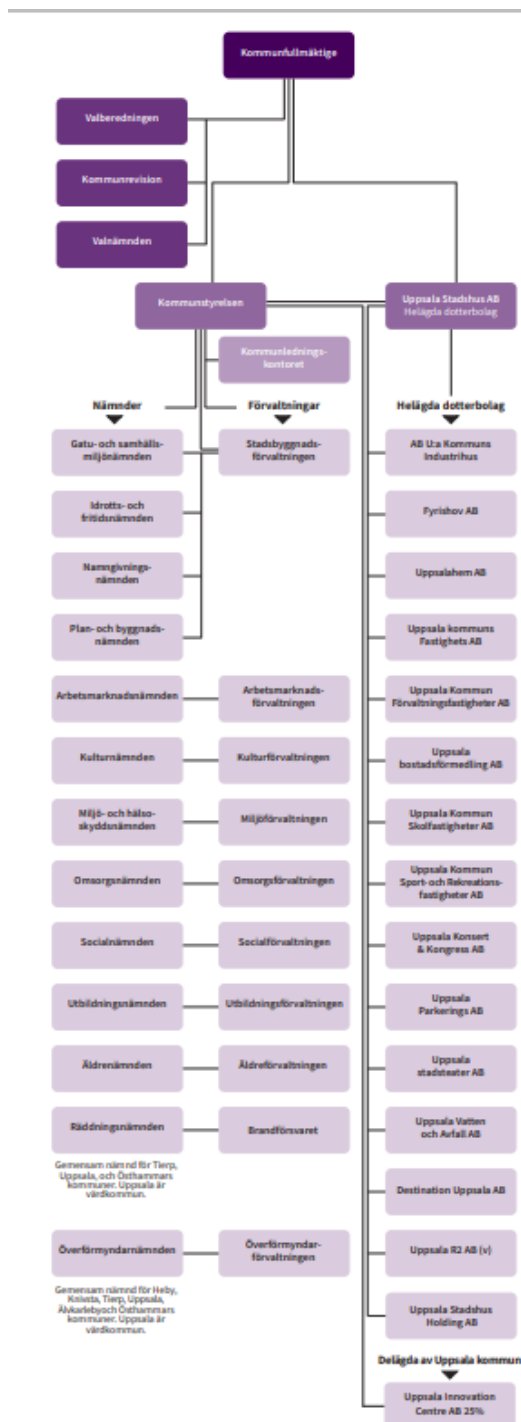 Kommunfullmäktige
Valberedningen
Kommunrevision
Valnämnden
Kommunstyrelsen
Uppsala Stadshus AB
Helägda dotterbolag
Kommunlednings-
kontoret
Nämnder
Förvaltningar
Helägda dotterbolag
Gatu- och samhälls-
miljönämnden
Stadsbyggnads-
förvaltningen
AB U:a Kommuns
Industrihus
Idrotts- och
fritidsnämnden
Fyrishov AB
Namngivnings-
nämnden
Uppsalahem AB
Plan- och byggnads-
nämnden
Uppsala kommuns
Fastighets AB
Arbetsmarknadsnämnden
Arbetsmarknads-
förvaltningen
Uppsala Kommun
Förvaltningsfastigheter AB
Kulturnämnden
Kulturförvaltningen
Uppsala
bostadsförmedling AB
Miljö- och hälso-
skyddsnämnden
Miljöförvaltningen
Uppsala Kommun
Skolfastigheter AB
Omsorgsnämnden
Omsorgsförvaltningen
Uppsala Kommun
Sport- och Rekreations-
fastigheter AB
Socialnämnden
Socialförvaltningen
Uppsala Konsert
& Kongress AB
Utbildningsnämnden
Utbildningsförvaltningen
Uppsala
Parkerings AB
Äldrenämnden
Äldreförvaltningen
Uppsala
stadsteater AB
Räddningsnämnden
Brandförsvaret
Uppsala Vatten
och Avfall AB
Gemensam nämnd för Tierp,
Uppsala, och Östhammars
kommuner. Uppsala är
värdkommun.
Destination Uppsala AB
Överförmyndarnämnden
Överförmyndar-
förvaltningen
Uppsala R2 AB (v)
Gemensam nämnd för Heby,
Knivsta, Tierp, Uppsala,
Älvkarlebyoch Östhammars
kommuner. Uppsala är
värdkommun.
Uppsala Stadshus
Holding AB
Delägda av Uppsala kommun
Uppsala Innovation
Centre AB 25%